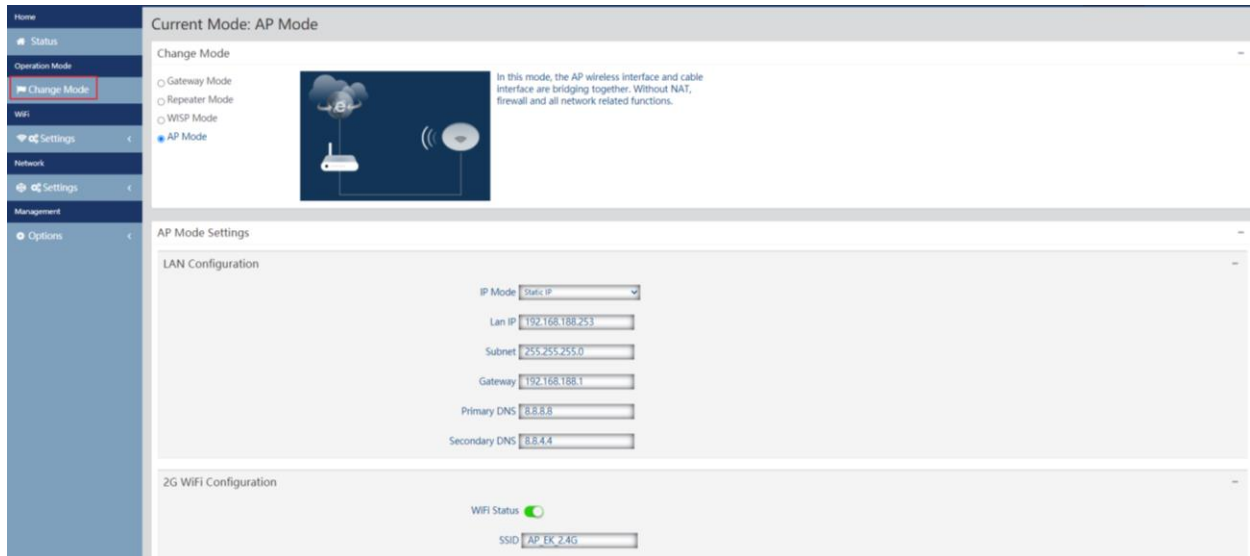 Home
Status
Operation Mode
Change Mode
WiFi
Settings
Network
Settings
Management
Options
Current Mode: AP Mode
Change Mode
Gateway Mode
Repeater Mode
WISP Mode
AP Mode
In this mode, the AP wireless interface and cable
interface are bridging together. Without NAT,
firewall and all network related functions.
AP Mode Settings
LAN Configuration
IP Mode Static IP
Lan IP 192.168.188.253
Subnet 255.255.255.0
Gateway 192.168.188.1
Primary DNS 8.8.8.8
Secondary DNS 8.8.4.4
2G WiFi Configuration
WiFi Status
SSID AP_EK_2.4G